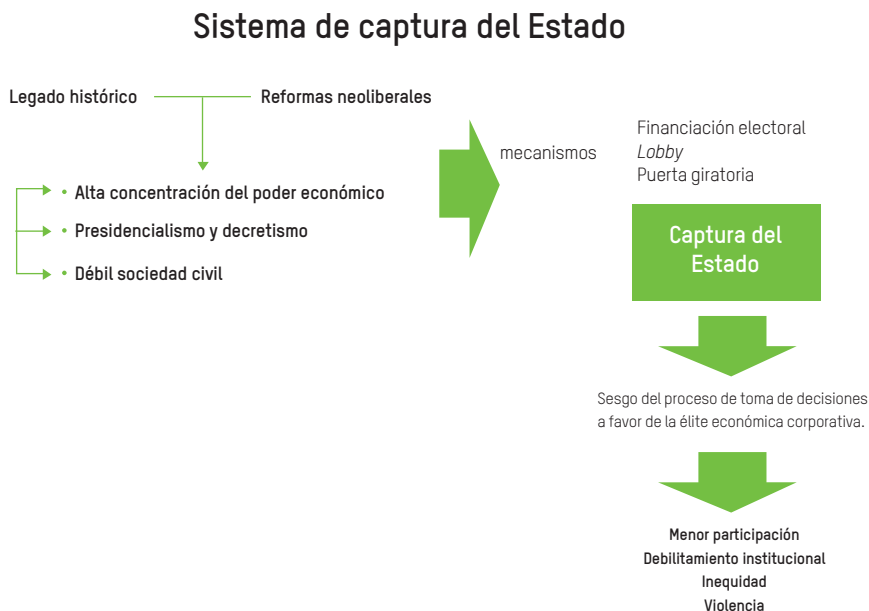 Sistema de captura del Estado
Legado histórico
Reformas neoliberales
• Alta concentración del poder económico
• Presidencialismo y decretismo
• Débil sociedad civil
mecanismos
Financiación electoral
Lobby
Puerta giratoria
Captura del
Estado
Sesgo del proceso de toma de decisiones
a favor de la élite económica corporativa.
Menor participación
Debilitamiento institucional
Inequidad
Violencia